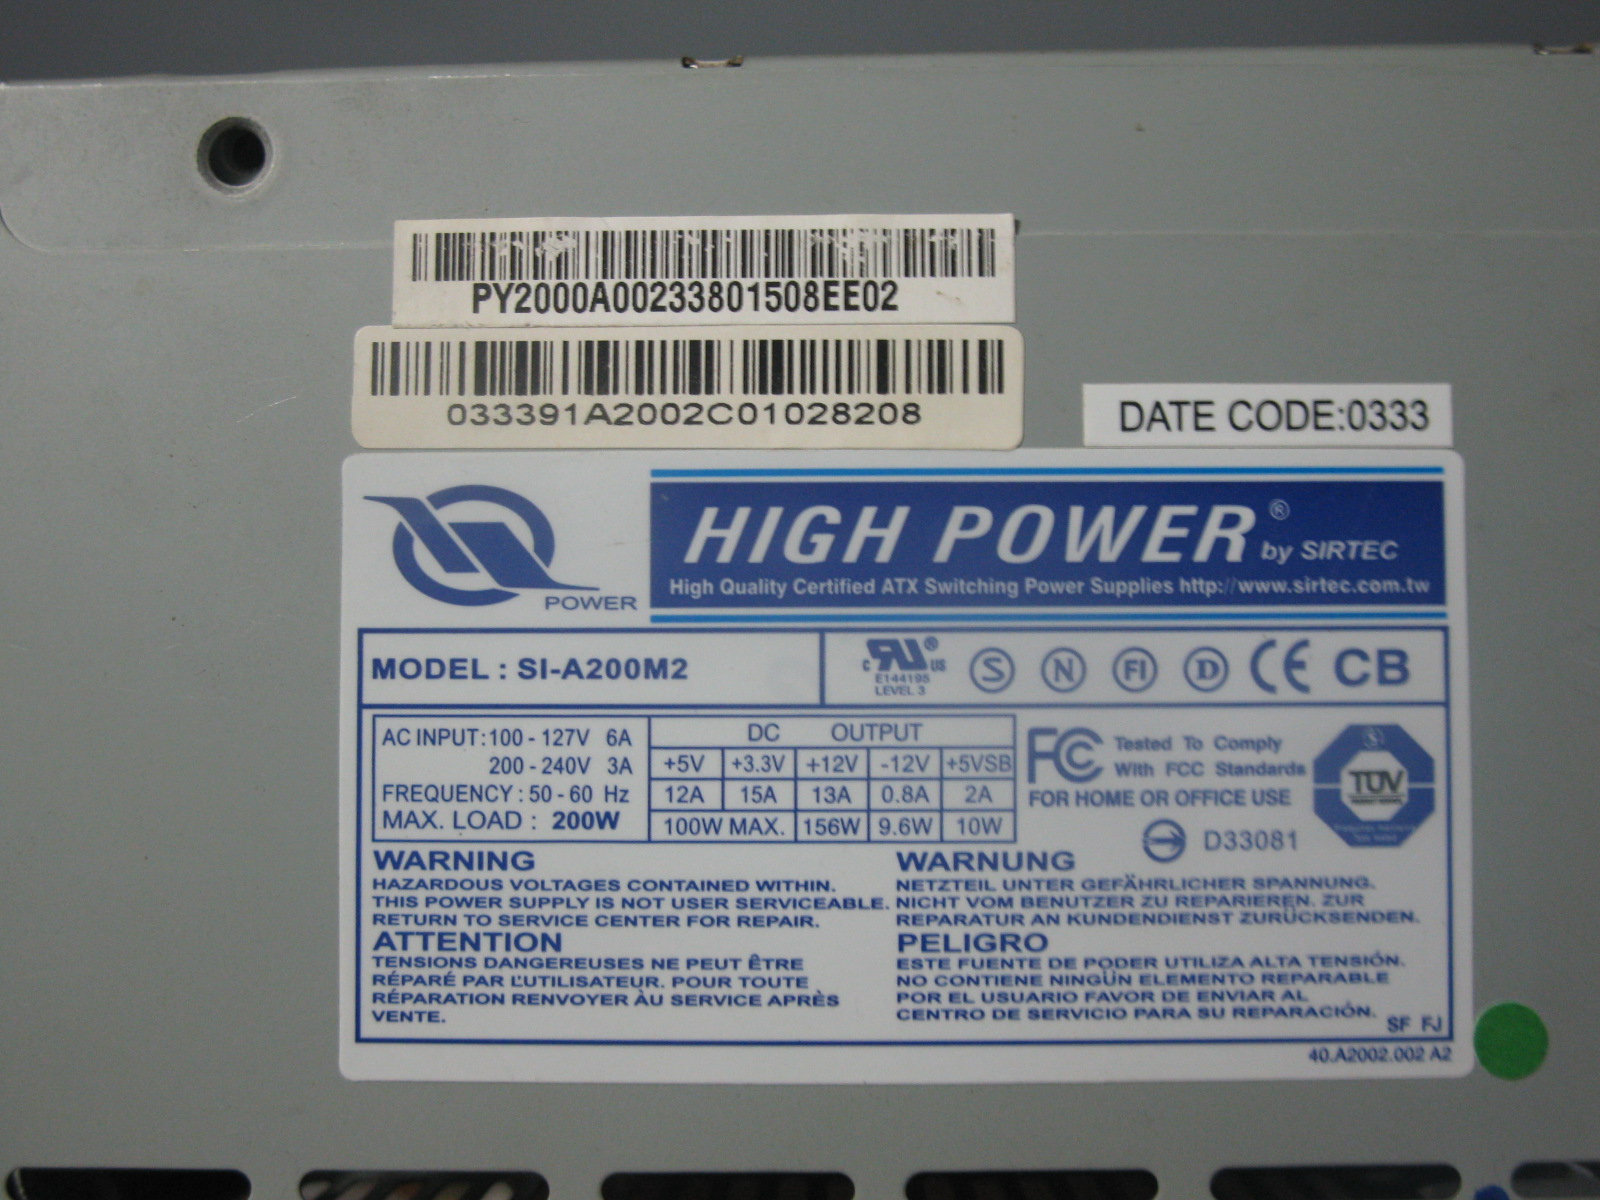 PY2000A00233801508EE02
033391A2002C01028208
DATE CODE:0333
POWER
HIGH POWER® by SIRTEC
High Quality Certified ATX Switching Power Supplies http://www.sirtec.com.tw
MODEL : SI-A200M2
c RU ® US
E144195
LEVEL 3
S N FI D CE CB
AC INPUT: 100 - 127V 6A
200 - 240V 3A
FREQUENCY : 50 - 60 Hz
MAX. LOAD : 200W
DC OUTPUT
+5V +3.3V +12V -12V +5VSB
12A 15A 13A 0.8A 2A
100W MAX. 156W 9.6W 10W
FC Tested To Comply
With FCC Standards
FOR HOME OR OFFICE USE
D33081
S
TÜV
WARNING
HAZARDOUS VOLTAGES CONTAINED WITHIN.
THIS POWER SUPPLY IS NOT USER SERVICEABLE.
RETURN TO SERVICE CENTER FOR REPAIR.
ATTENTION
TENSIONS DANGEREUSES NE PEUT ÊTRE
RÉPARÉ PAR L'UTILISATEUR. POUR TOUTE
RÉPARATION RENVOYER ÀU SERVICE APRÈS
VENTE.
WARNUNG
NETZTEIL UNTER GEFÄHRLICHER SPANNUNG.
NICHT VOM BENUTZER ZU REPARIEREN. ZUR
REPARATUR AN KUNDENDIENST ZURÜCKSENDEN.
PELIGRO
ESTE FUENTE DE PODER UTILIZA ALTA TENSIÓN.
NO CONTIENE NINGÜN ELEMENTO REPARABLE
POR EL USUARIO FAVOR DE ENVIAR AL
CENTRO DE SERVICIO PARA SU REPARACIÓN.
SF FJ
40.A2002.002 A2